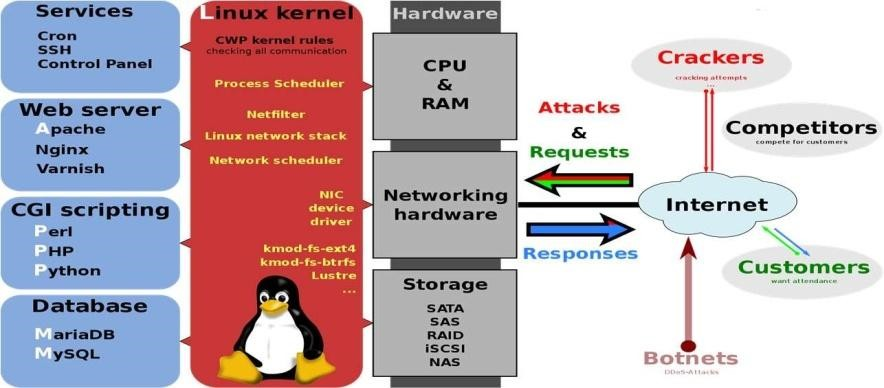 Services
Cron
SSH
Control Panel
Web server
Apache
Nginx
Varnish
CGI scripting
Perl
PHP
Python
Database
MariaDB
MySQL
Linux kernel
CWP kernel rules
checking all communication
Process Scheduler
Netfilter
Linux network stack
Network scheduler
NIC
device
driver
kmod-fs-ext4
kmod-fs-btrfs
Lustre
...
Hardware
CPU
&
RAM
Networking
hardware
Storage
SATA
SAS
RAID
iSCSI
NAS
Attacks
&
Requests
Responses
Crackers
cracking attempts
...
Competitors
compete for customers
Internet
Customers
want attendance
Botnets
DDoS-Attacks